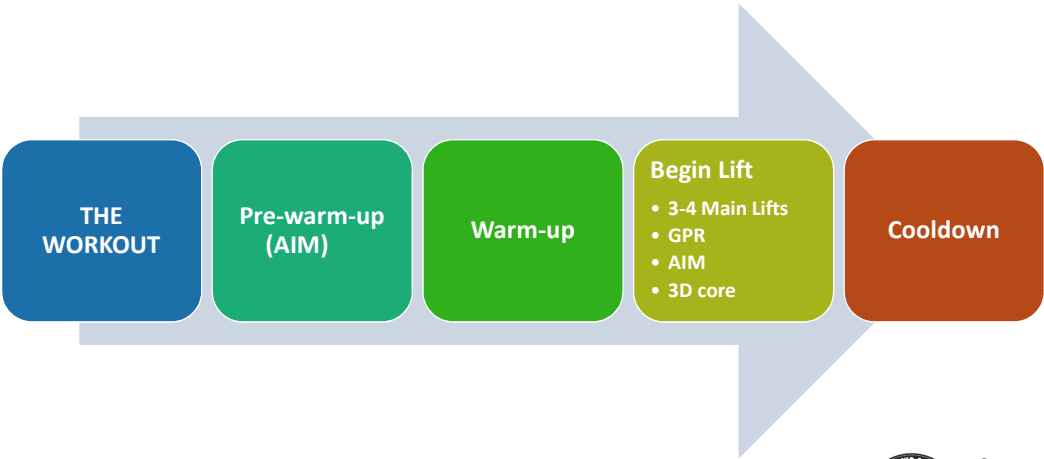 THE
WORKOUT
Pre-warm-up
(AIM)
Warm-up
Begin Lift
• 3-4 Main Lifts
• GPR
• AIM
• 3D core
Cooldown